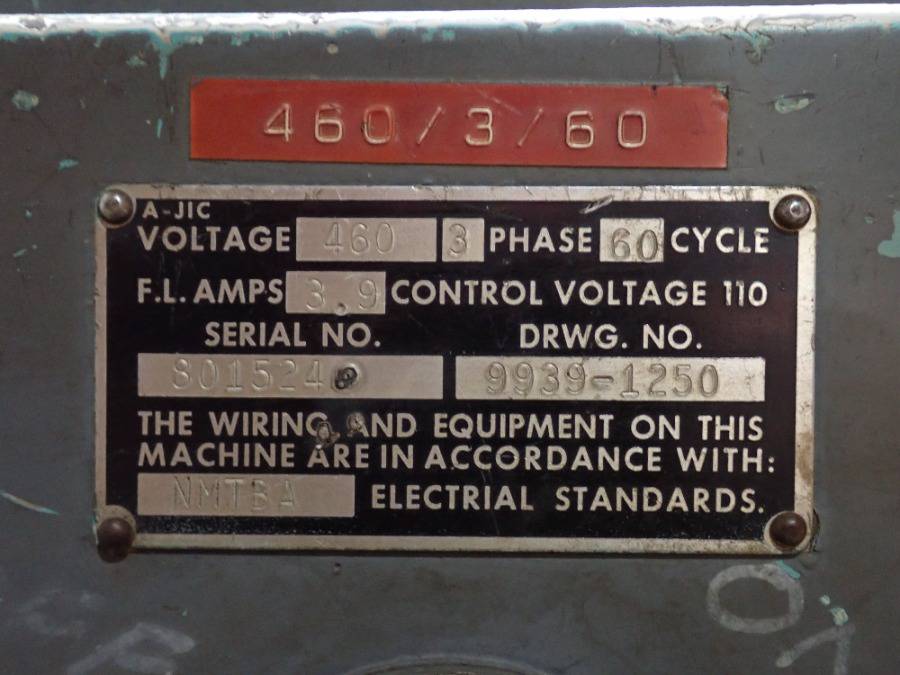 460/3/60
A-JIC
VOLTAGE 460 3 PHASE 60 CYCLE
F.L. AMPS 3.9 CONTROL VOLTAGE 110
SERIAL NO. DRWG. NO.
9939-1250
THE WIRING AND EQUIPMENT ON THIS
MACHINE ARE IN ACCORDANCE WITH:
NMTBA ELECTRIAL STANDARDS.